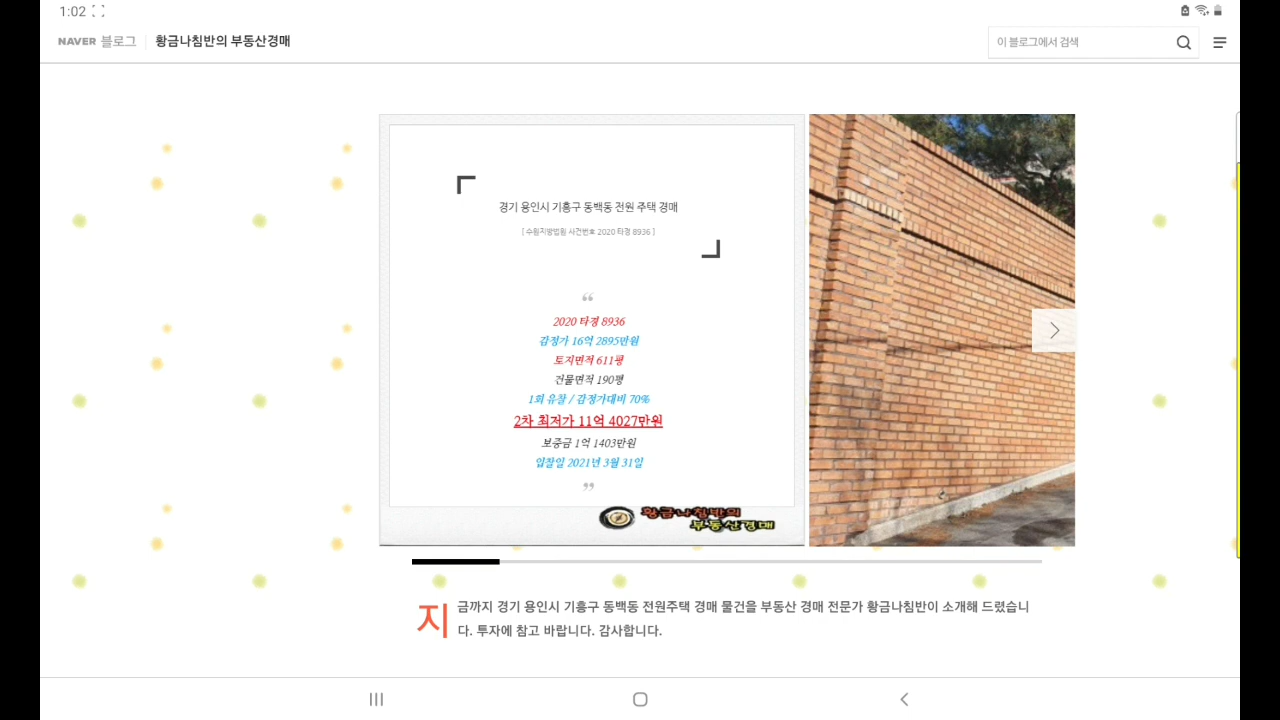 1:02
NAVER 블로그 황금나침반의 부동산경매
이 블로그에서 검색
경기 용인시 기흥구 동백동 전원 주택 경매
[ 수원지방법원 사건번호 2020 타경 8936 ]
“
2020 타경 8936
감정가 16억 2895만원
토지면적 611평
건물면적 190평
1회 유찰 / 감정가대비 70%
2차 최저가 11억 4027만원
보증금 1억 1403만원
입찰일 2021년 3월 31일
”
황금나침반의
부동산경매
지금까지 경기 용인시 기흥구 동백동 전원주택 경매 물건을 부동산 경매 전문가 황금나침반이 소개해 드렸습니
다. 투자에 참고 바랍니다. 감사합니다.